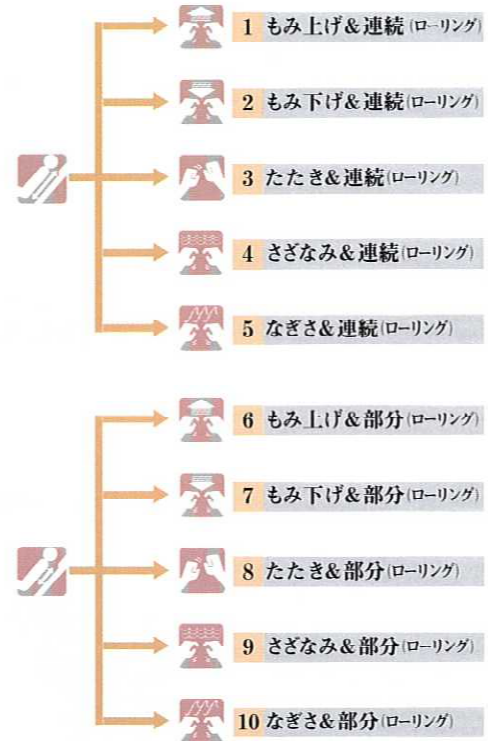 1 もみ上げ&連続(ローリング)
2 もみ下げ&連続(ローリング)
3 たたき&連続(ローリング)
4 さざなみ&連続(ローリング)
5 なぎさ&連続(ローリング)
6 もみ上げ&部分(ローリング)
7 もみ下げ&部分(ローリング)
8 たたき&部分(ローリング)
9 さざなみ&部分(ローリング)
10 なぎさ&部分(ローリング)